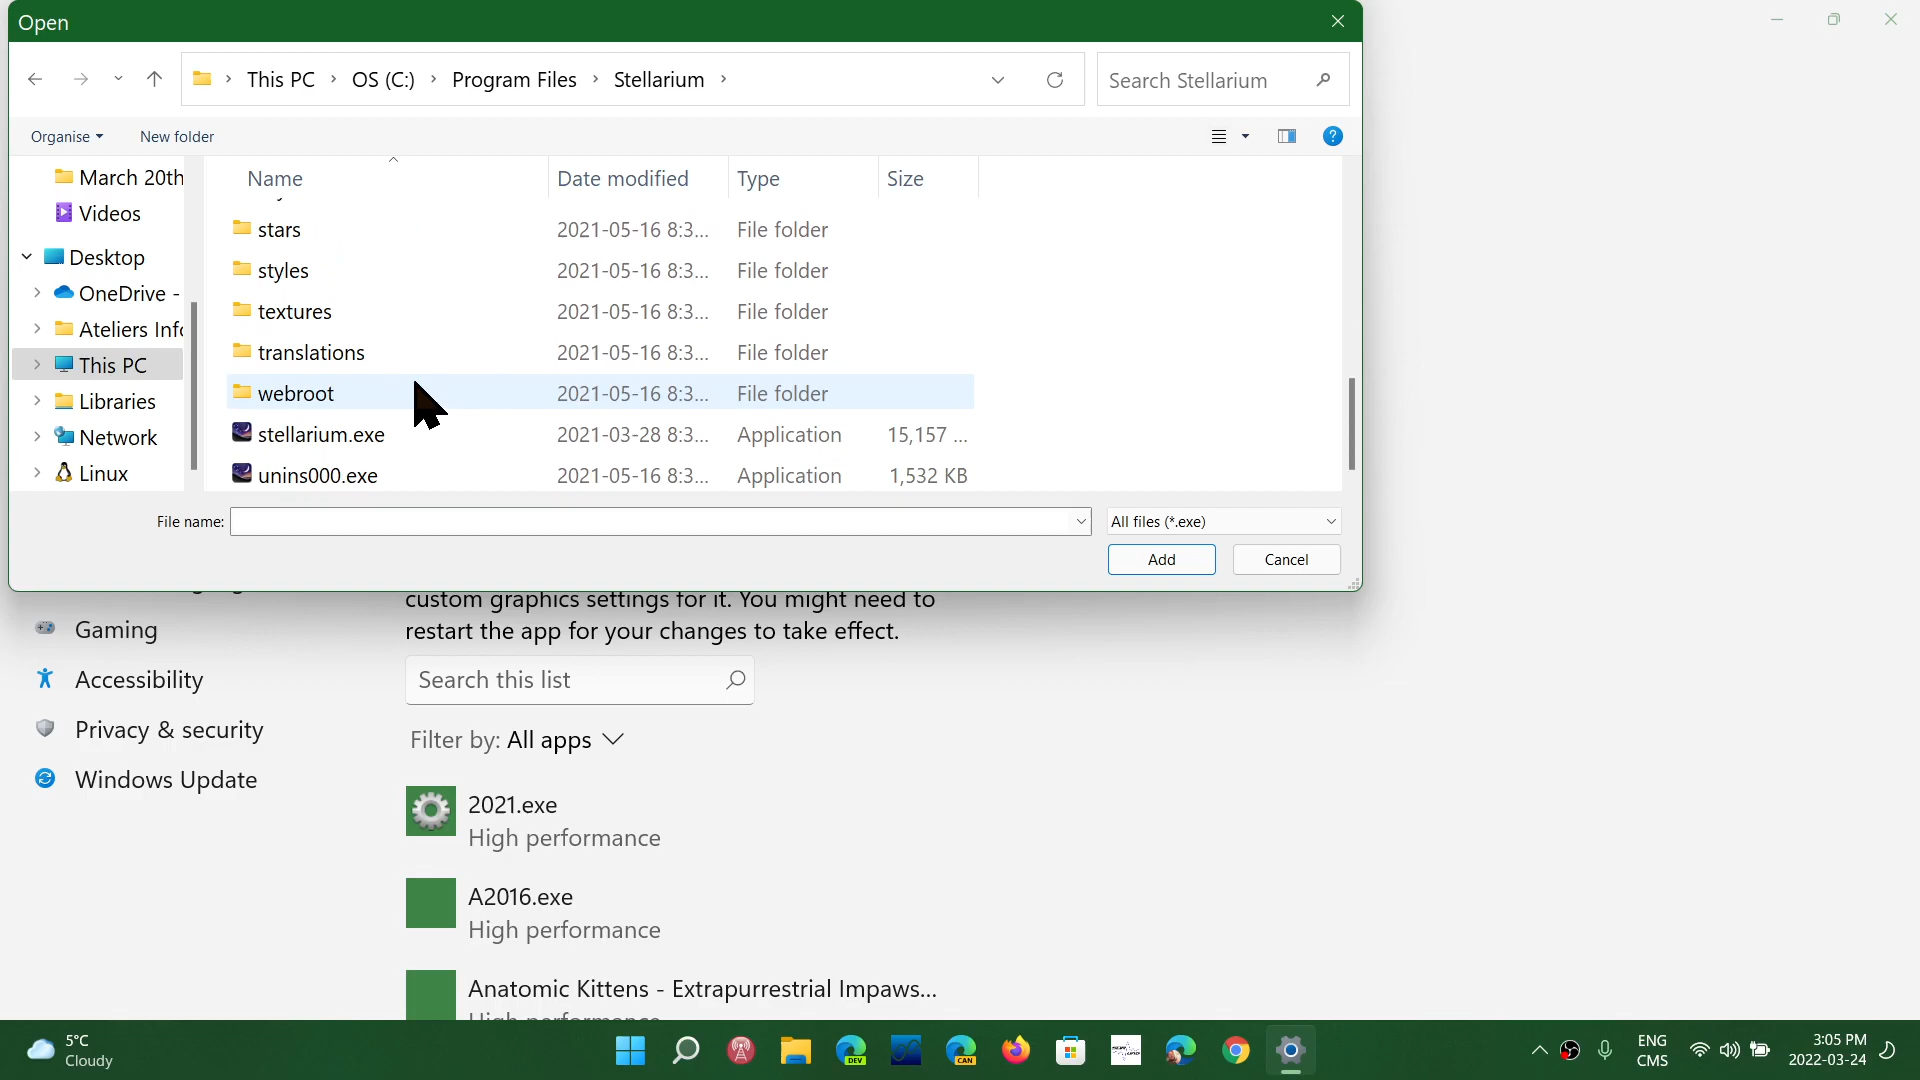 Open
This PC
OS (C:)
Program Files
Stellarium
Search Stellarium
Organise
New folder
Name
Date modified
Type
Size
March 20th
Videos
Desktop
OneDrive -
Ateliers Info
This PC
Libraries
Network
Linux
stars 2021-05-16 8:3... File folder
styles 2021-05-16 8:3... File folder
textures 2021-05-16 8:3... File folder
translations 2021-05-16 8:3... File folder
webroot 2021-05-16 8:3... File folder
stellarium.exe 2021-03-28 8:3... Application 15,157 ...
unins000.exe 2021-05-16 8:3... Application 1,532 KB
File name:
All files (*.exe)
Add
Cancel
custom graphics settings for it. You might need to
restart the app for your changes to take effect.
Gaming
Accessibility
Privacy & security
Windows Update
Search this list
Filter by: All apps
2021.exe
High performance
A2016.exe
High performance
Anatomic Kittens - Extrapurrestrial Impaws...
High performance
5°C
Cloudy
DEV
CAN
ENG
CMS
3:05 PM
2022-03-24